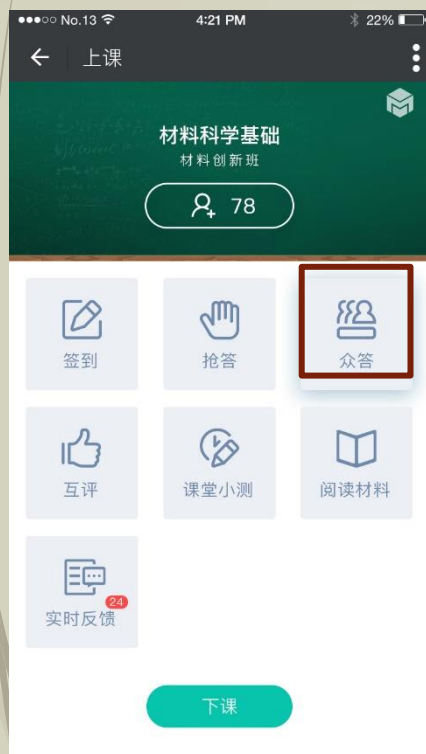 No.13 4:21 PM 22%
上课
材料科学基础
材料创新班
78
签到 抢答 众答
互评 课堂小测 阅读材料
24
实时反馈
下课